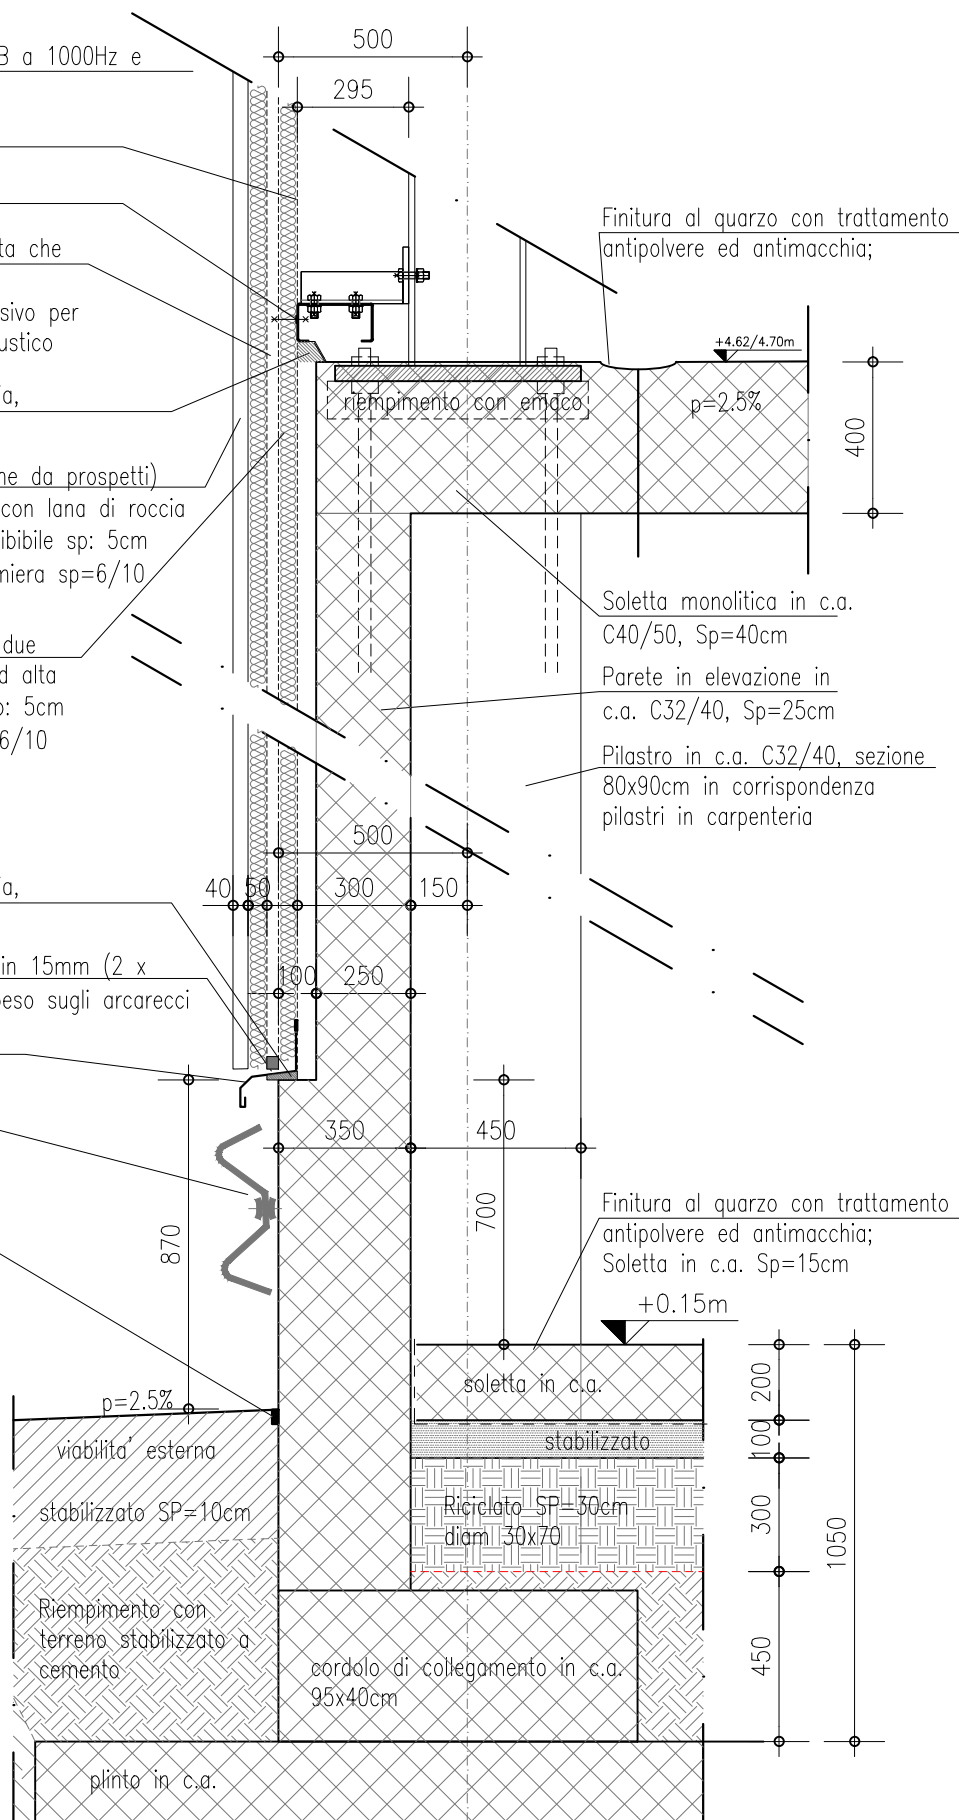 500
B a 1000Hz e
295
Finitura al quarzo con trattamento
antipolvere ed antimacchia;
ta che
sivo per
ustico
+4.62/4.70m
ia,
riempimento con emaco
p=2.5%
400
ne da prospetti)
con lana di roccia
ibibile sp: 5cm
miera sp=6/10
Soletta monolitica in c.a.
C40/50, Sp=40cm
due
d alta
o: 5cm
6/10
Parete in elevazione in
c.a. C32/40, Sp=25cm
Pilastro in c.a. C32/40, sezione
80x90cm in corrispondenza
pilastri in carpenteria
500
40 50 300 150
ia,
in 15mm (2 x
peso sugli arcarecci
100 250
350 450
870
700
Finitura al quarzo con trattamento
antipolvere ed antimacchia;
Soletta in c.a. Sp=15cm
+0.15m
soletta in c.a.
200
p=2.5%
viabilita' esterna
stabilizzato
100
stabilizzato SP=10cm
Riciclato SP=30cm
diam 30x70
300
1050
Riempimento con
terreno stabilizzato a
cemento
cordolo di collegamento in c.a.
95x40cm
450
plinto in c.a.